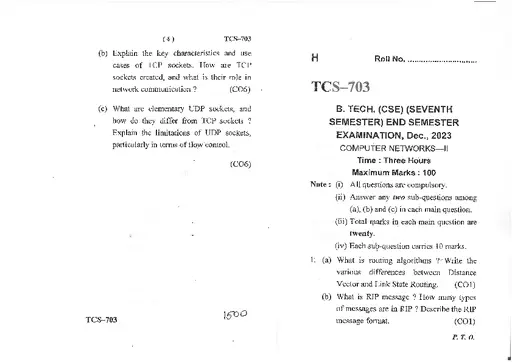 ( 4 ) TCS–703
(b) Explain the key characteristics and use
cases of TCP sockets. How are TCP
sockets created, and what is their role in
network communication ? (CO6)
(c) What are elementary UDP sockets, and
how do they differ from TCP sockets ?
Explain the limitations of UDP sockets,
particularly in terms of flow control.
(CO6)
TCS–703 1500
H Roll No. ..............................
TCS–703
B. TECH. (CSE) (SEVENTH
SEMESTER) END SEMESTER
EXAMINATION, Dec., 2023
COMPUTER NETWORKS—II
Time : Three Hours
Maximum Marks : 100
Note : (i) All questions are compulsory.
(ii) Answer any two sub-questions among
(a), (b) and (c) in each main question.
(iii) Total marks in each main question are
twenty.
(iv) Each sub-question carries 10 marks.
1. (a) What is routing algorithms ? Write the
various differences between Distance
Vector and Link State Routing. (CO1)
(b) What is RIP message ? How many types
of messages are in RIP ? Describe the RIP
message format. (CO1)
P. T. O.